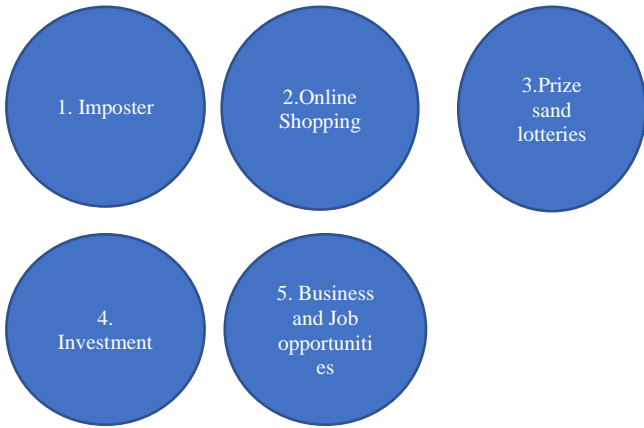 1. Imposter
2.Online
Shopping
3.Prize
sand
lotteries
4.
Investment
5. Business
and Job
opportuniti
es